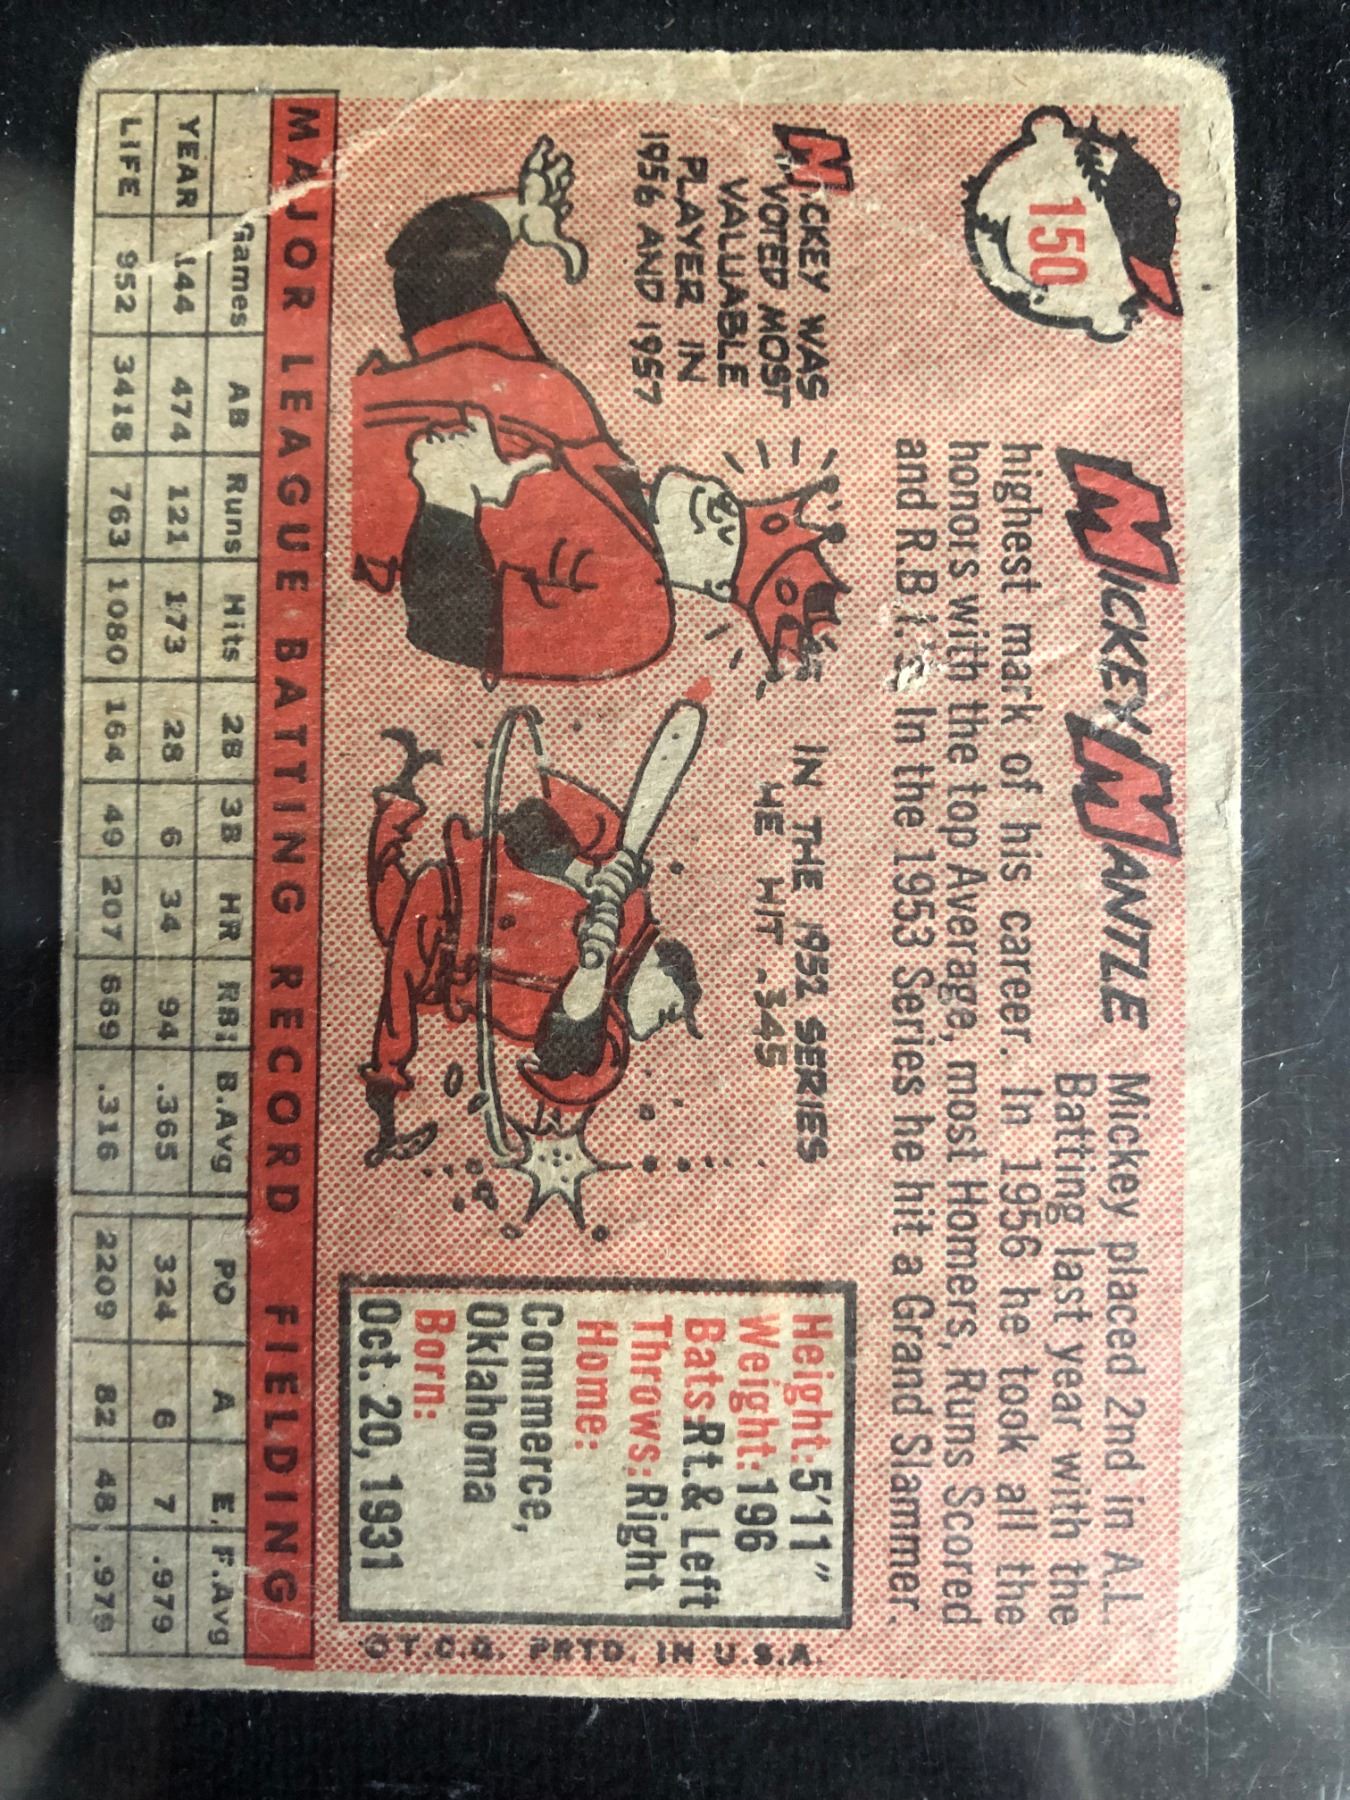 150
MICKEY MANTLE Mickey placed 2nd in A.L.
Batting last year with the
highest mark of his career. In 1956 he took all the
honors with the top Average, most Homers, Runs Scored
and R.B.I.'s In the 1953 Series he hit a Grand Slammer.
MICKEY WAS
VOTED MOST
VALUABLE
PLAYER IN
1956 AND 1957
IN THE 1952 SERIES
HE HIT .345
Height: 5'11"
Weight: 196
Bats: Rt. & Left
Throws: Right
Home:
Commerce,
Oklahoma
Born:
Oct. 20, 1931
©T.C.G. PRTD. IN U.S.A.
MAJOR LEAGUE BATTING RECORD FIELDING
Games AB Runs Hits 2B 3B HR RBI B.Avg PO A E. F.Avg
YEAR 144 474 121 173 28 6 34 94 .365 324 6 7 .979
LIFE 952 3418 763 1080 164 49 207 669 .316 2209 82 48 .979